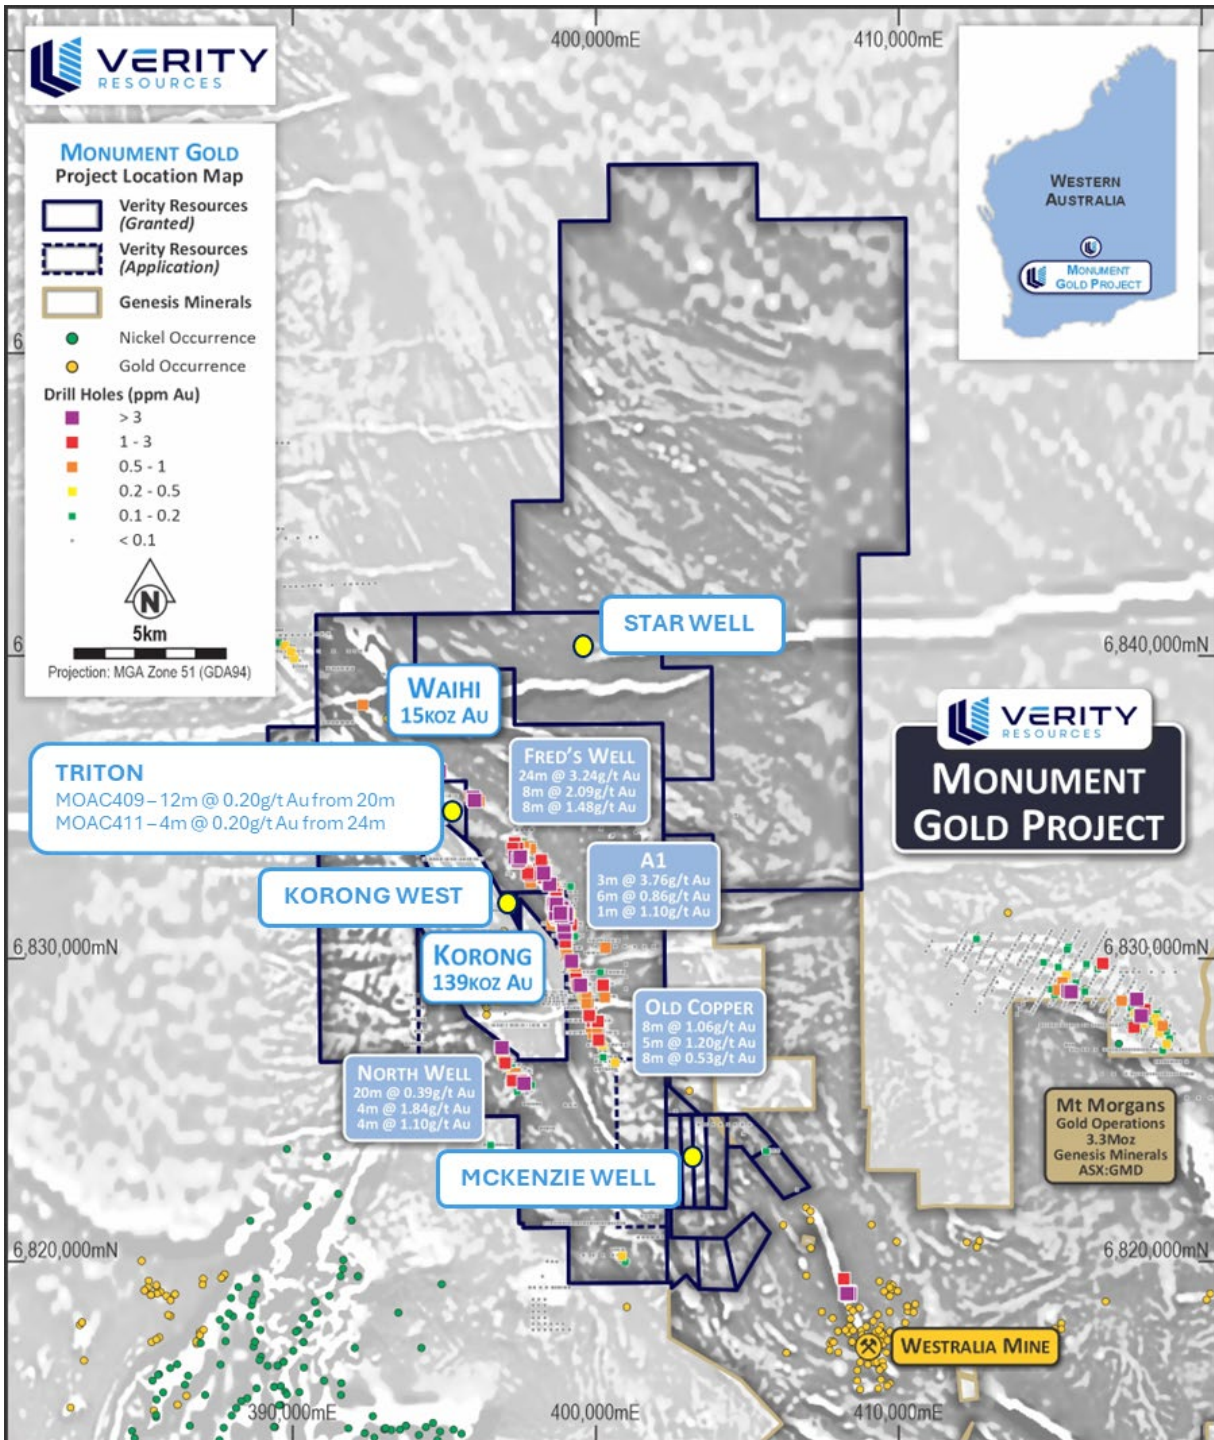 400,000mE
410,000mE
VERITY
RESOURCES
MONUMENT GOLD
Project Location Map
Verity Resources
(Granted)
Verity Resources
(Application)
Genesis Minerals
Nickel Occurrence
Gold Occurrence
Drill Holes (ppm Au)
> 3
1 - 3
0.5 - 1
0.2 - 0.5
0.1 - 0.2
< 0.1
N
5km
Projection: MGA Zone 51 (GDA94)
WESTERN
AUSTRALIA
MONUMENT
GOLD PROJECT
6
6
6,840,000mN
STAR WELL
WAIHI
15KOZ AU
VERITY
RESOURCES
MONUMENT
GOLD PROJECT
TRITON
MOAC409 – 12m @ 0.20g/t Au from 20m
MOAC411 – 4m @ 0.20g/t Au from 24m
FRED'S WELL
24m @ 3.24g/t Au
8m @ 2.09g/t Au
8m @ 1.48g/t Au
A1
3m @ 3.76g/t Au
6m @ 0.86g/t Au
1m @ 1.10g/t Au
KORONG WEST
6,830,000mN
6,830,000mN
KORONG
139KOZ AU
OLD COPPER
8m @ 1.06g/t Au
5m @ 1.20g/t Au
8m @ 0.53g/t Au
NORTH WELL
20m @ 0.39g/t Au
4m @ 1.84g/t Au
4m @ 1.10g/t Au
Mt Morgans
Gold Operations
3.3Moz
Genesis Minerals
ASX:GMD
MCKENZIE WELL
6,820,000mN
6,820,000mN
WESTRALIA MINE
390,000mE
400,000mE
410,000mE